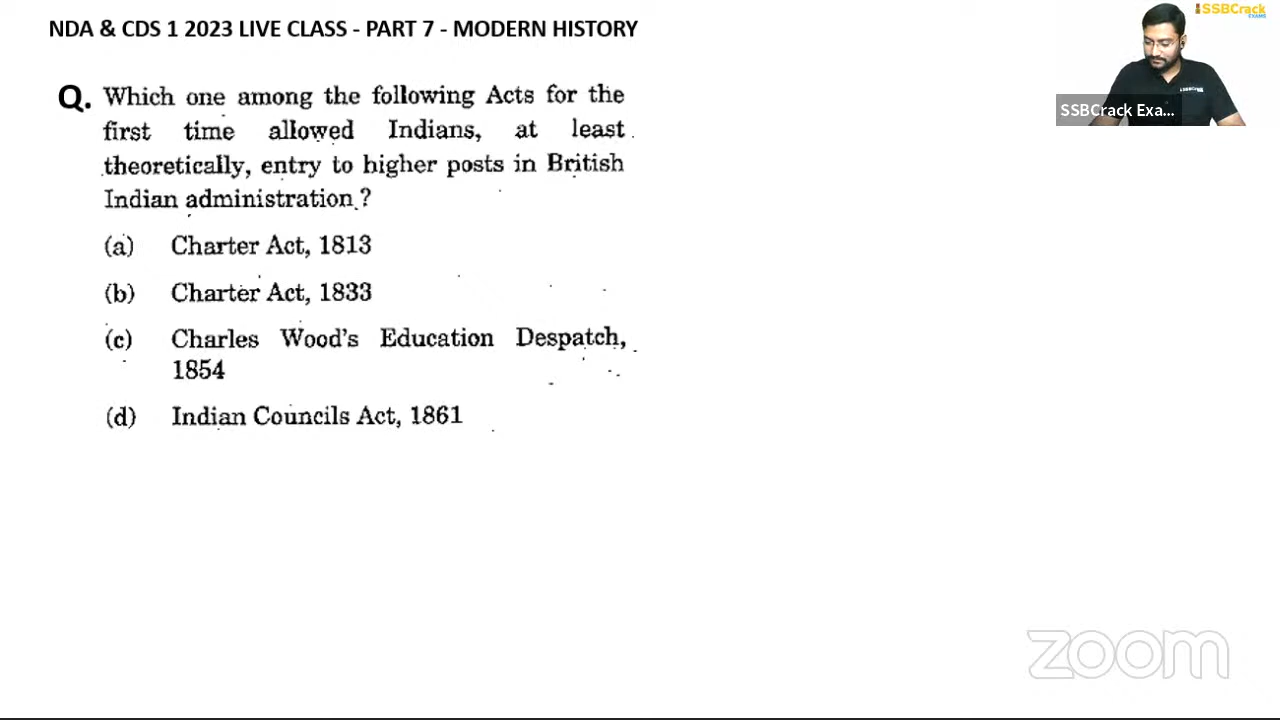 NDA & CDS 1 2023 LIVE CLASS - PART 7 - MODERN HISTORY
SSBCrack
EXAMS
SSBCrack Exa...
Q. Which one among the following Acts for the
first time allowed Indians, at least
theoretically, entry to higher posts in British
Indian administration ?
(a) Charter Act, 1813
(b) Charter Act, 1833
(c) Charles Wood's Education Despatch,
1854
(d) Indian Councils Act, 1861
zoom